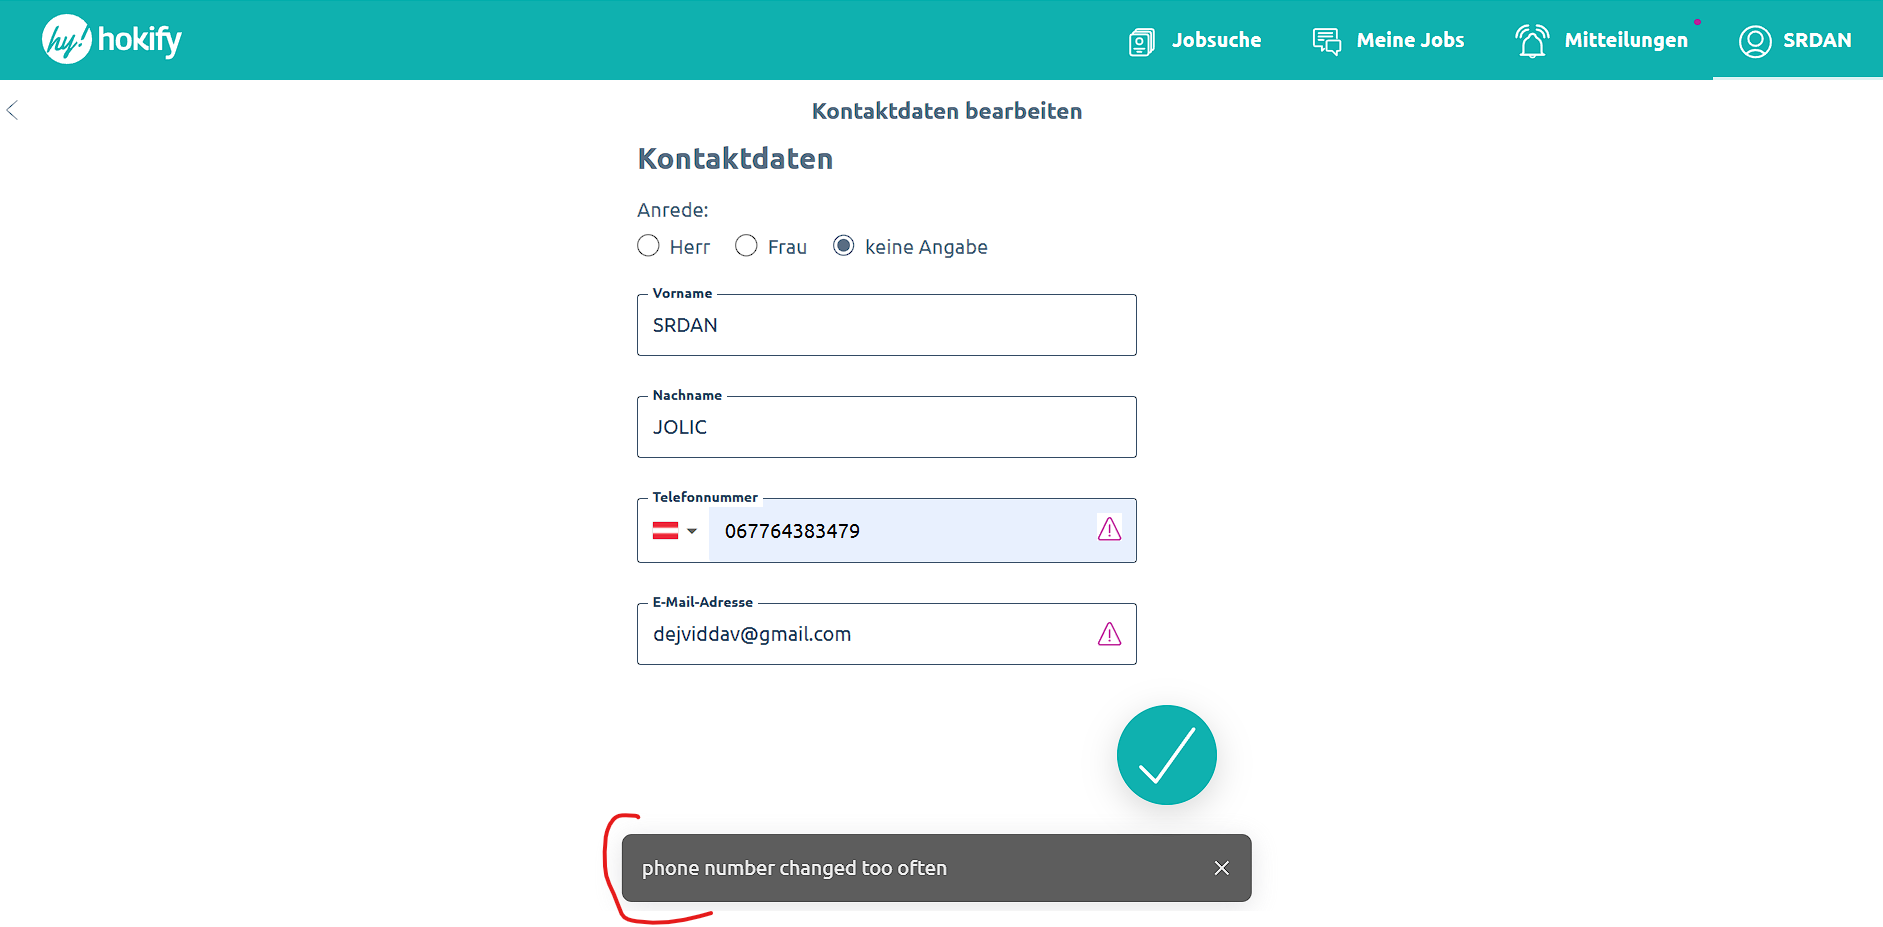 hy! hokify
Jobsuche
Meine Jobs
Mitteilungen
SRDAN
Kontaktdaten bearbeiten
Kontaktdaten
Anrede:
Herr Frau keine Angabe
Vorname
SRDAN
Nachname
JOLIC
Telefonnummer
067764383479
E-Mail-Adresse
dejviddav@gmail.com
phone number changed too often